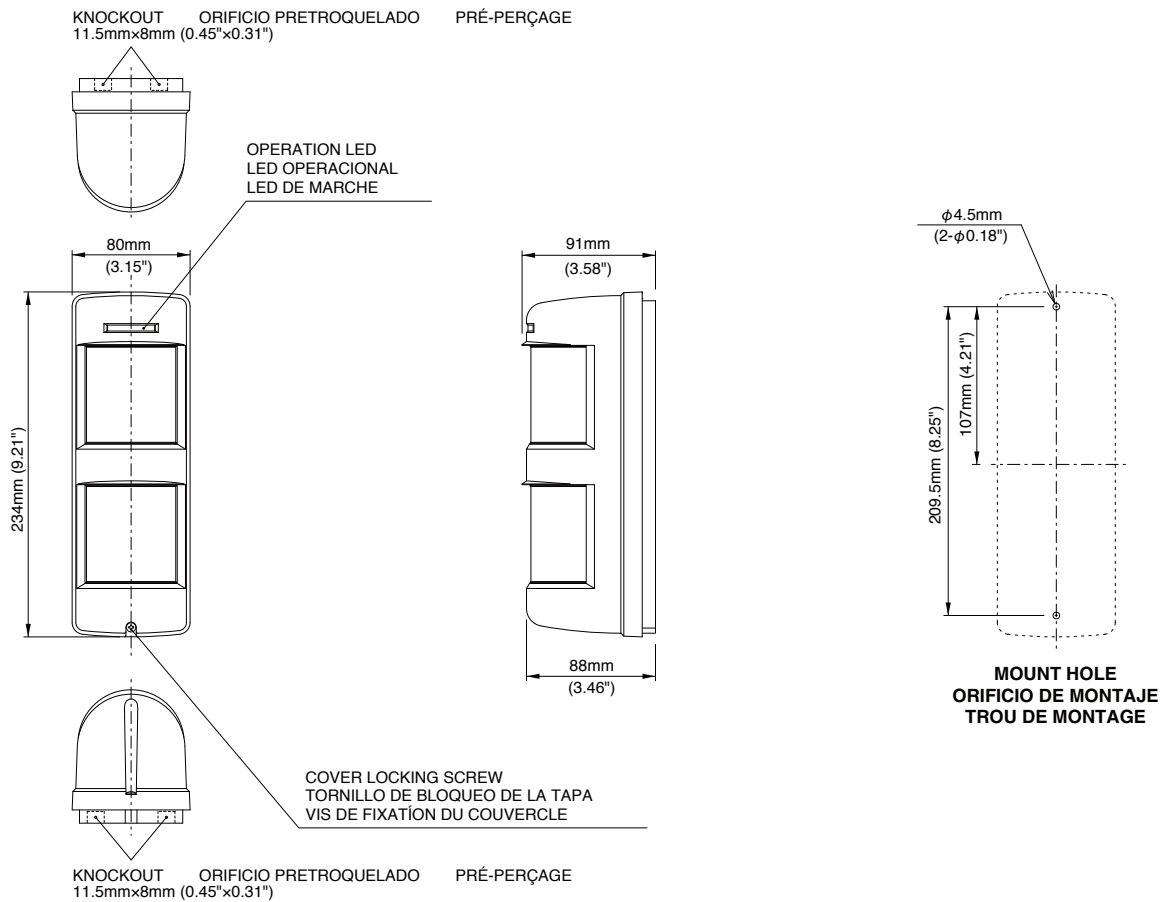 KNOCKOUT ORIFICIO PRETROQUELADO PRÉ-PERÇAGE
11.5mm×8mm (0.45"×0.31")
OPERATION LED
LED OPERACIONAL
LED DE MARCHE
80mm
(3.15")
91mm
(3.58")
ϕ4.5mm
(2-ϕ0.18")
234mm (9.21")
209.5mm (8.25")
107mm (4.21")
88mm
(3.46")
MOUNT HOLE
ORIFICIO DE MONTAJE
TROU DE MONTAGE
COVER LOCKING SCREW
TORNILLO DE BLOQUEO DE LA TAPA
VIS DE FIXATÍON DU COUVERCLE
KNOCKOUT ORIFICIO PRETROQUELADO PRÉ-PERÇAGE
11.5mm×8mm (0.45"×0.31")